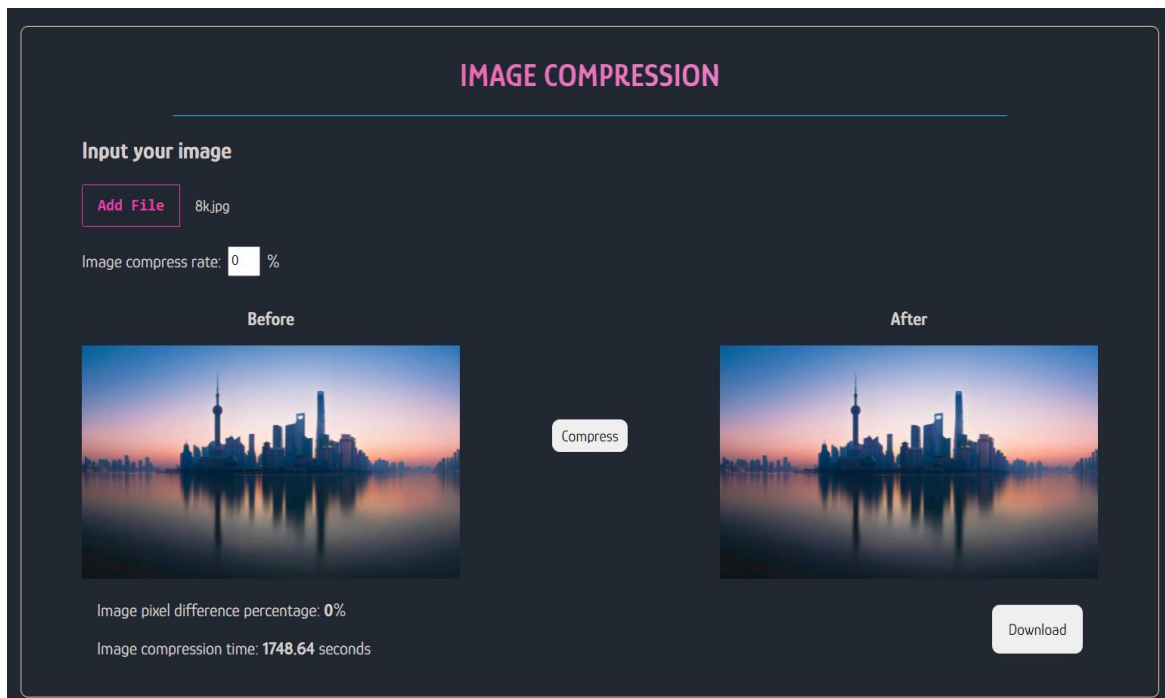 IMAGE COMPRESSION
Input your image
Add File 8k.jpg
Image compress rate: 0 %
Before After
Compress
Image pixel difference percentage: 0%
Image compression time: 1748.64 seconds
Download